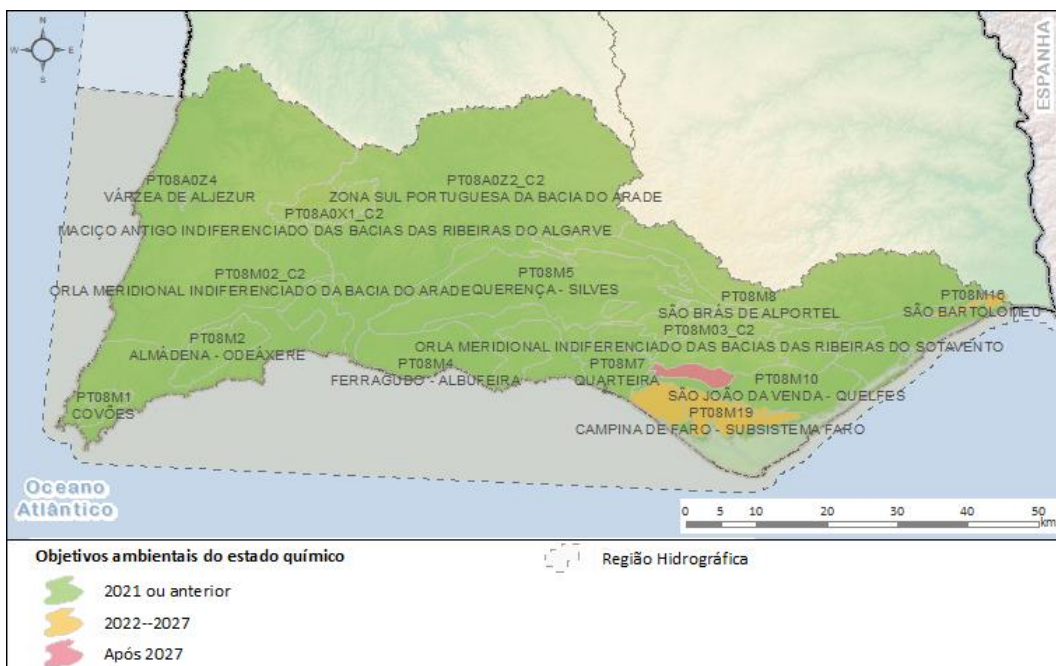 N
W E
S
ESPANHA
PT08A0Z4
VÁRZEA DE ALJEZUR
PT08A0Z2_C2
ZONA SUL PORTUGUESA DA BACIA DO ARADE
PT08A0X1_C2
MACIÇO ANTIGO INDIFERENCIADO DAS BACIAS DAS RIBEIRAS DO ALGARVE
PT08M02_C2
ORLA MERIDIONAL INDIFERENCIADO DA BACIA DO ARADE
PT08M5
QUERENÇA - SILVES
PT08M8
SÃO BRÁS DE ALPORTEL
PT08M16
SÃO BARTOLOMEU
PT08M2
ALMÁDENA - ODEÁXERE
PT08M03_C2
ORLA MERIDIONAL INDIFERENCIADO DAS BACIAS DAS RIBEIRAS DO SOTAVENTO
PT08M4
FERRAGUDO - ALBUFEIRA
PT08M7
QUARTEIRA
PT08M10
SÃO JOÃO DA VENDA - QUELFES
PT08M1
COVÕES
PT08M19
CAMPINA DE FARO - SUBSISTEMA FARO
Oceano
Atlântico
0 5 10 20 30 40 50
km
Objetivos ambientais do estado químico
2021 ou anterior
2022--2027
Após 2027
Região Hidrográfica